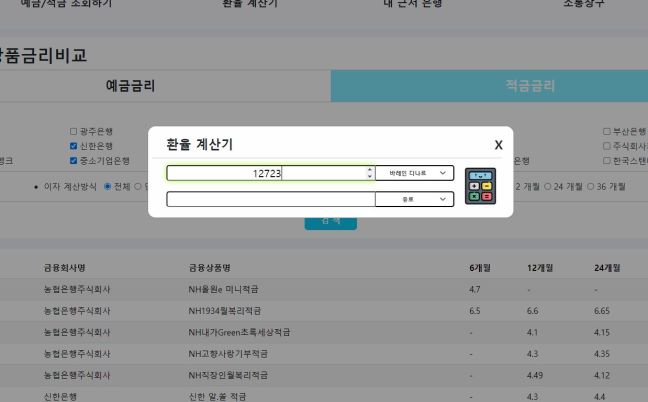 예금/적금 조회하기 환율 계산기 내 근처 은행 소통창구
상품금리비교
예금금리 적금금리
광주은행 부산은행
신한은행 주식회사
뱅크 중소기업은행 은행 한국스탠
• 이자 계산방식 전체 2 개월 24 개월 36 개월
환율 계산기 X
12723 바레인 디나르
유로
검 색
금융회사명 금융상품명 6개월 12개월 24개월
농협은행주식회사 NH올원e 미니적금 4.7 - -
농협은행주식회사 NH1934월복리적금 6.5 6.6 6.65
농협은행주식회사 NH내가Green초록세상적금 - 4.1 4.15
농협은행주식회사 NH고향사랑기부적금 - 4.3 4.35
농협은행주식회사 NH직장인월복리적금 - 4.49 4.12
신한은행 신한 알.쏠 적금 - 4.3 4.4